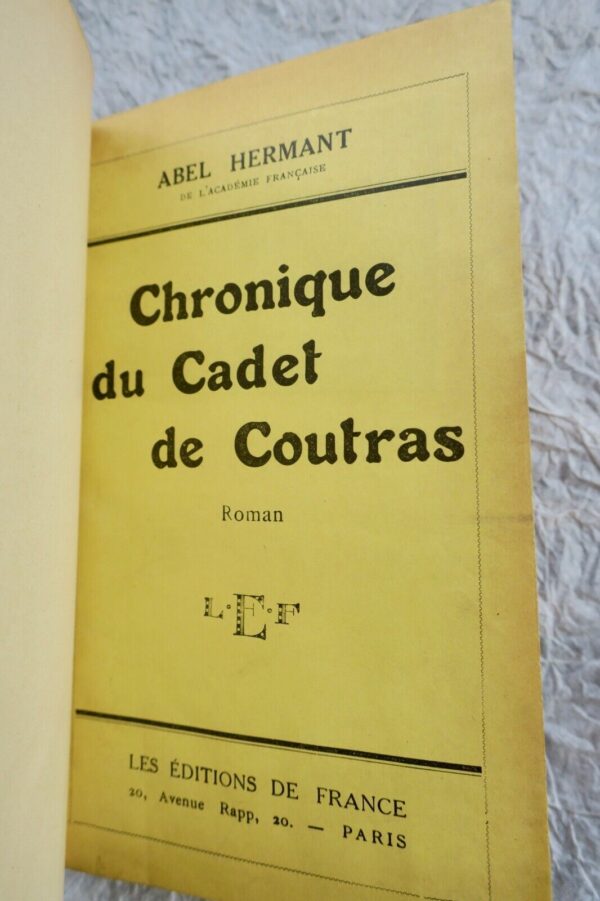 ABEL HERMANT
DE L'ACADÉMIE FRANÇAISE
Chronique
du Cadet
de Coutras
Roman
L·E·F
LES ÉDITIONS DE FRANCE
20, Avenue Rapp, 20. — PARIS